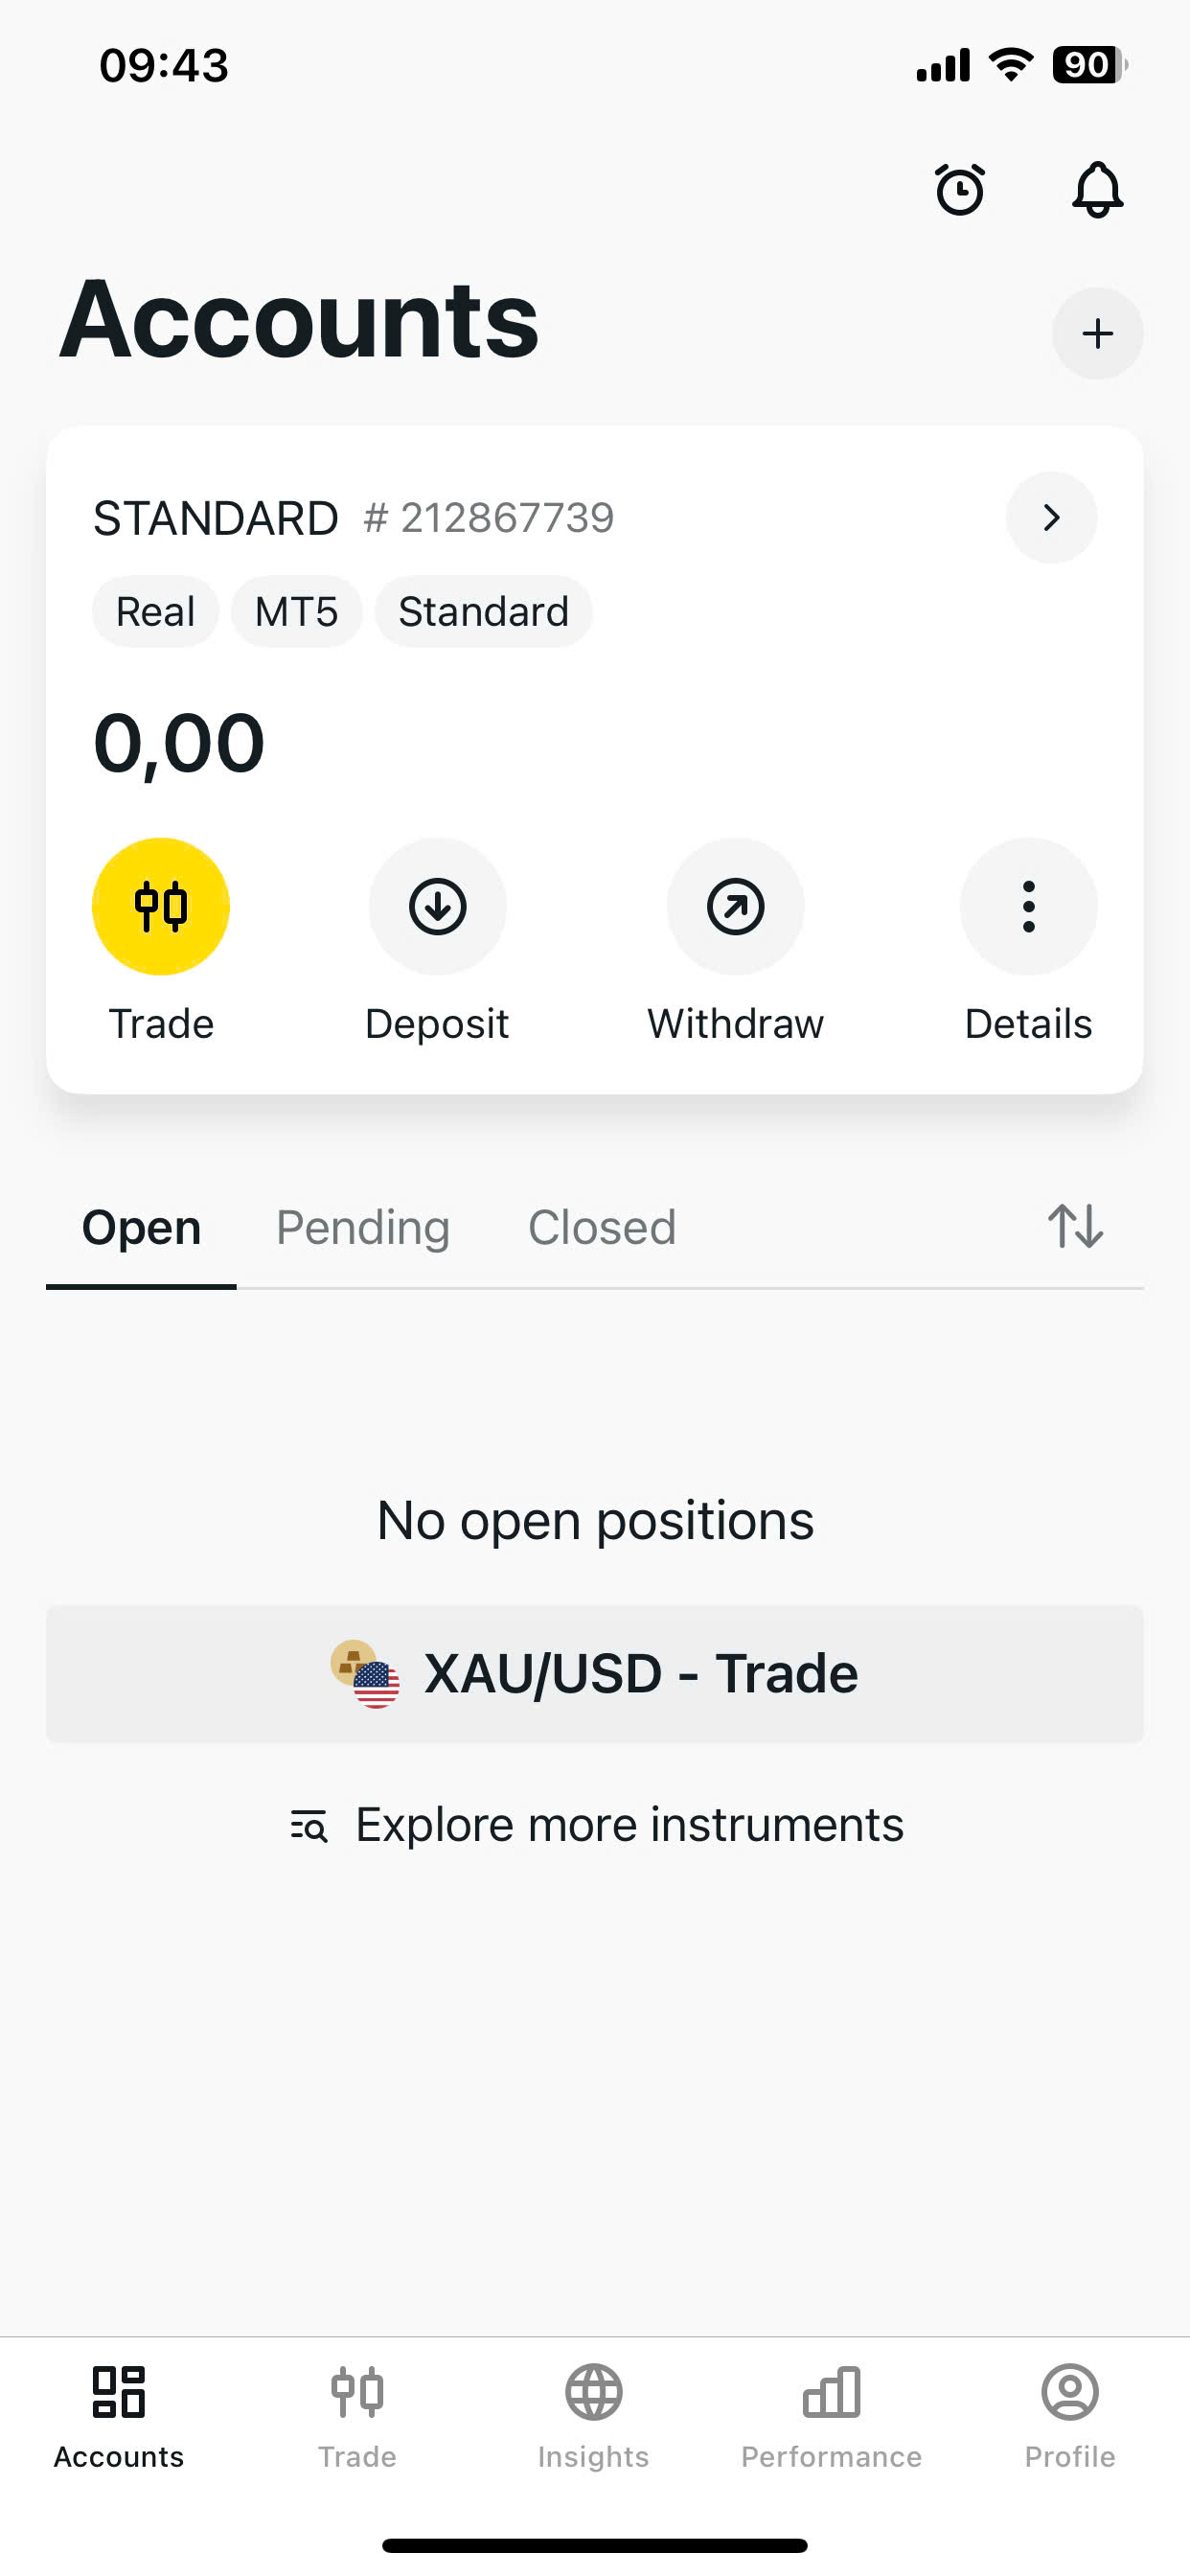 09:43
90
Accounts
STANDARD # 212867739
Real MT5 Standard
0,00
Trade Deposit Withdraw Details
Open Pending Closed
No open positions
XAU/USD - Trade
Explore more instruments
Accounts Trade Insights Performance Profile